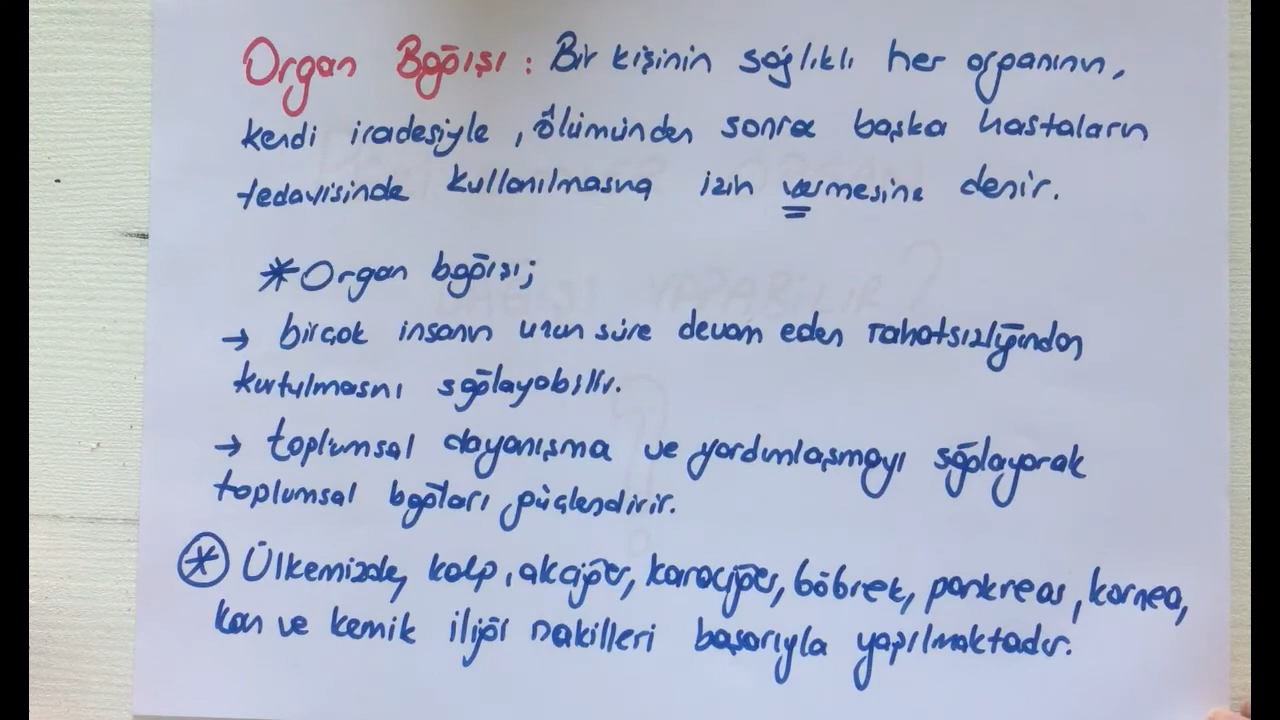 Organ Bağışı : Bir kişinin sağlıklı her organının,
kendi iradesiyle, ölümünden sonra başka hastaların
tedavisinde kullanılmasına izin vermesine denir.
* Organ bağışı;
→ birçok insanın uzun süre devam eden rahatsızlığından
kurtulmasını sağlayabilir.
→ toplumsal dayanışma ve yardımlaşmayı sağlayarak
toplumsal bağları güçlendirir.
* Ülkemizde, kalp, akciğer, karaciğer, böbrek, pankreas, kornea,
kan ve kemik iliği nakilleri başarıyla yapılmaktadır.